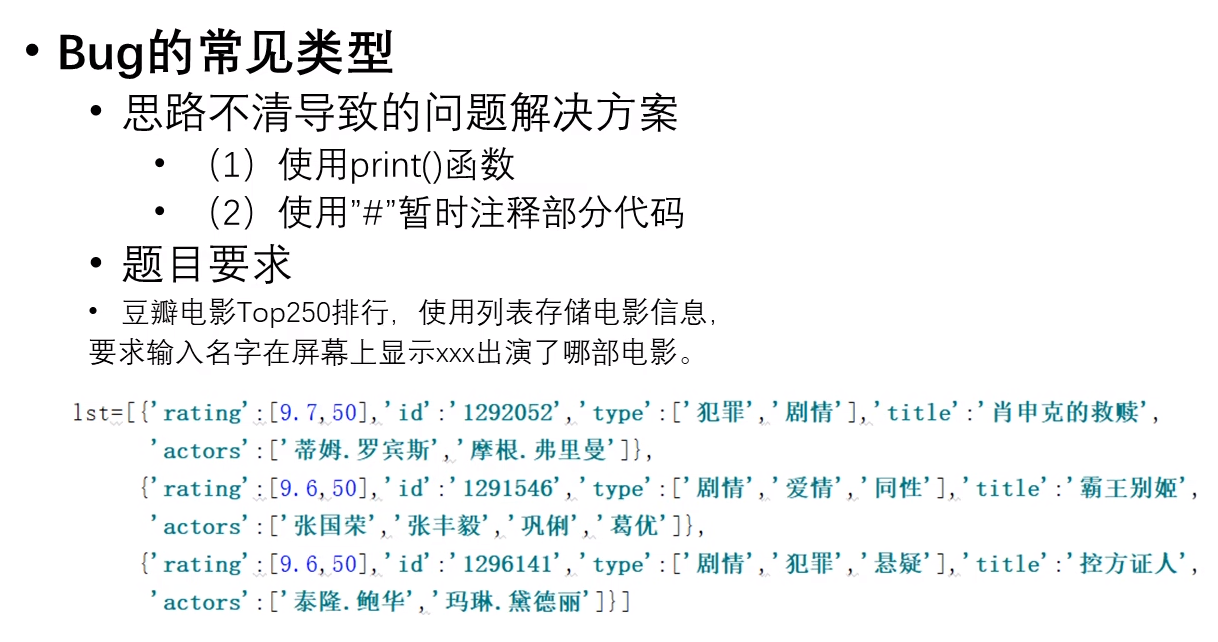 • Bug的常见类型
• 思路不清导致的问题解决方案
• （1）使用print()函数
• （2）使用”#”暂时注释部分代码
• 题目要求
• 豆瓣电影Top250排行，使用列表存储电影信息，
要求输入名字在屏幕上显示xxx出演了哪部电影。
lst=[{'rating':[9.7,50],'id':'1292052','type':['犯罪','剧情'],'title':'肖申克的救赎',
'actors':['蒂姆.罗宾斯','摩根.弗里曼']},
{'rating':[9.6,50],'id':'1291546','type':['剧情','爱情','同性'],'title':'霸王别姬',
'actors':['张国荣','张丰毅','巩俐','葛优']},
{'rating':[9.6,50],'id':'1296141','type':['剧情','犯罪','悬疑'],'title':'控方证人',
'actors':['泰隆.鲍华','玛琳.黛德丽']}]